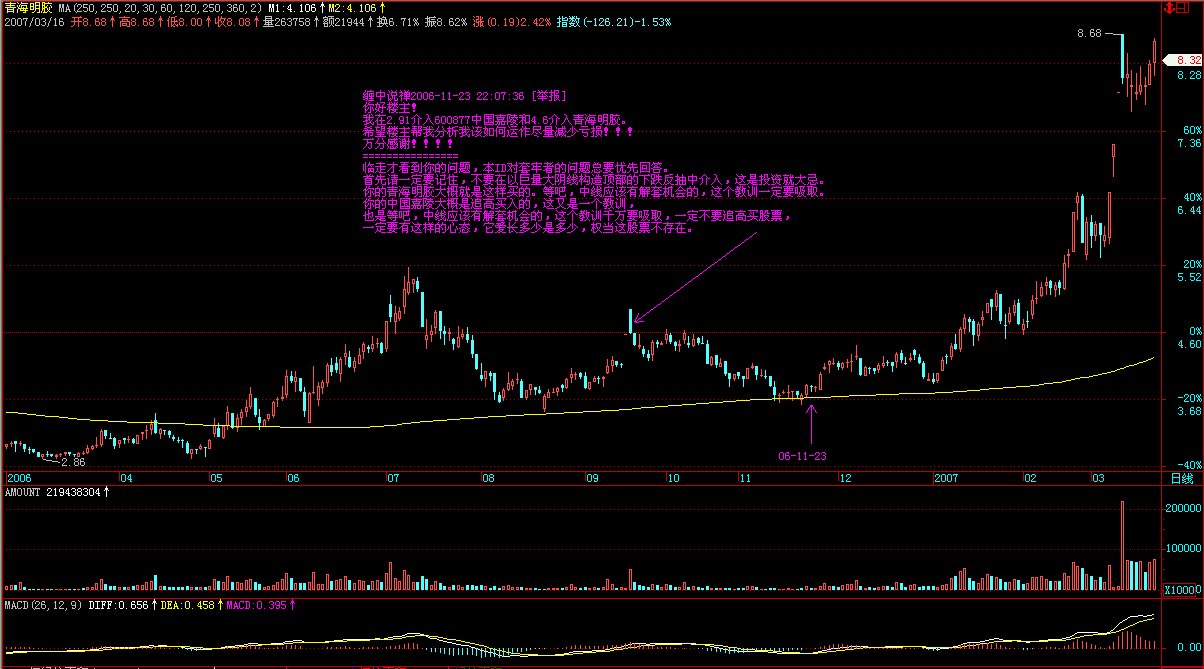 青海明胶 MA(250,250,20,30,60,120,250,360,2) M1:4.106↑M2:4.106↑
2007/03/16 开8.68↑高8.68↑低8.00↑收8.08↑量263758↑额21944↑换6.71% 振8.62% 涨(0.19)2.42% 指数(-126.21)-1.53%
8.68
8.32
8.28
缠中说禅2006-11-23 22:07:36 [举报]
你好楼主!
我在2.91介入600877中国嘉陵和4.6介入青海明胶。
希望楼主帮我分析我该如何运作尽量减少亏损!!!
万分感谢!!!!
================
临走才看到你的问题，本ID对套牢者的问题总要优先回答。
首先请一定要记住，不要在以巨量大阴线构造顶部的下跌反抽中介入，这是投资就大忌。
你的青海明胶大概就是这样买的。等吧，中线应该有解套机会的，这个教训一定要吸取。
你的中国嘉陵大概是追高买入的，这又是一个教训，
也是等吧，中线应该有解套机会的，这个教训千万要吸取，一定不要追高买股票，
一定要有这样的心态，它爱长多少是多少，权当这股票不存在。
60%
7.36
40%
6.44
20%
5.52
0%
4.60
-20%
3.68
-40%
2.86
06-11-23
2006 04 05 06 07 08 09 10 11 12 2007 02 03 日线
AMOUNT 219438304↑
200000
100000
X10000
MACD(26,12,9) DIFF:0.656↑DEA:0.458↑MACD:0.395↑
0.00